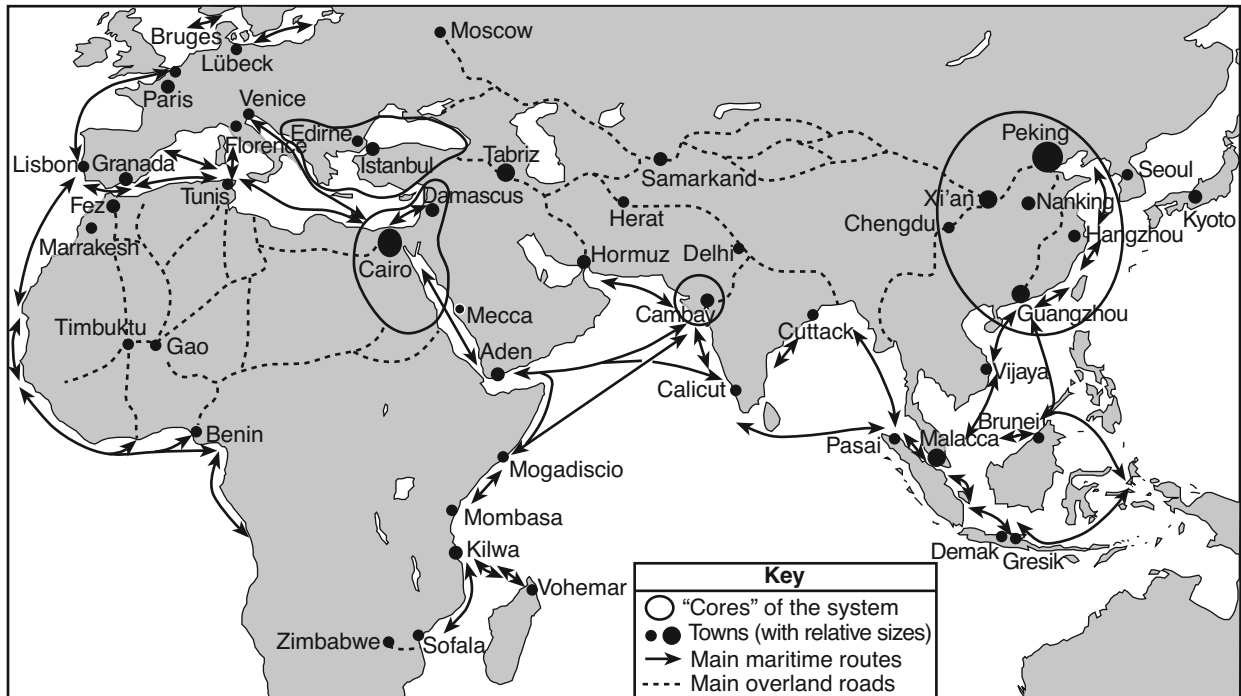 Moscow
Bruges
Lübeck
Paris
Venice
Peking
Edirne
Florence
Istanbul
Tabriz
Seoul
Lisbon
Granada
Samarkand
Damascus
Xi'an
Nanking
Tunis
Fez
Herat
Kyoto
Chengdu
Hangzhou
Marrakesh
Hormuz
Delhi
Cairo
Mecca
Cambay
Guangzhou
Cuttack
Timbuktu
Gao
Aden
Vijaya
Calicut
Brunei
Benin
Pasai
Malacca
Mogadiscio
Mombasa
Kilwa
Demak
Gresik
Vohemar
Zimbabwe
Sofala
Key
"Cores" of the system
Towns (with relative sizes)
Main maritime routes
Main overland roads